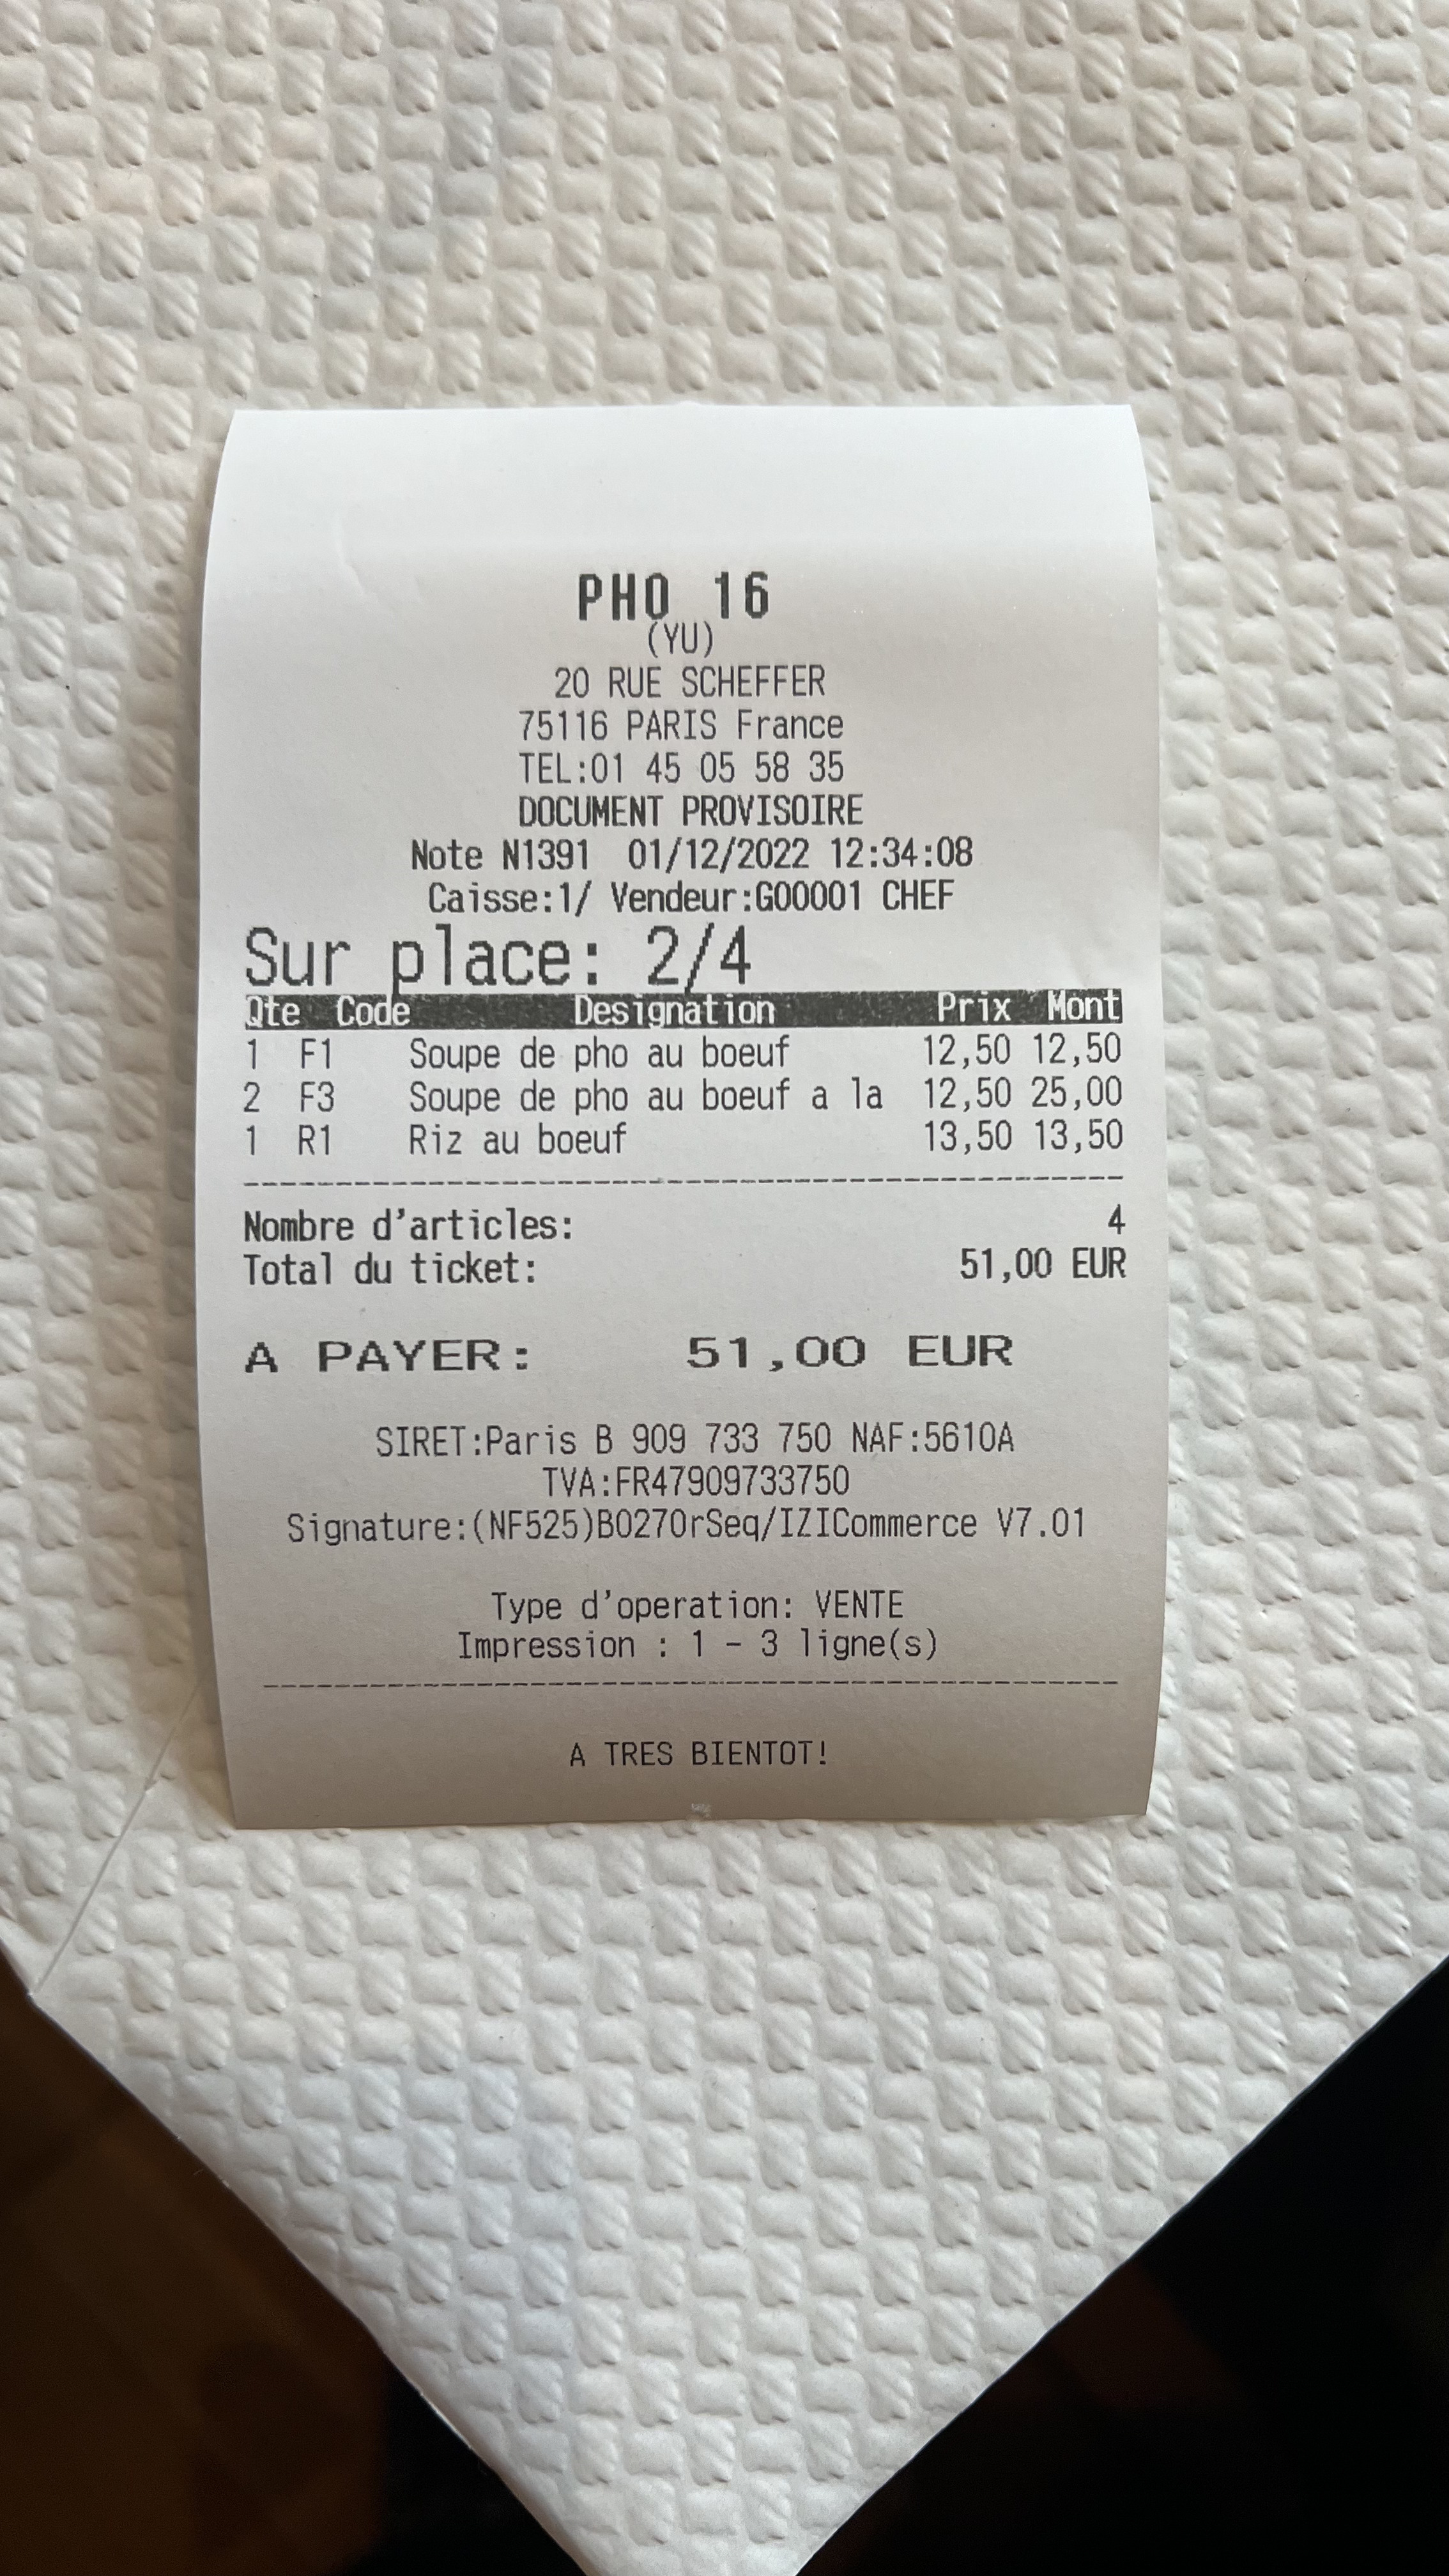 PHO 16
(YU)
20 RUE SCHEFFER
75116 PARIS France
TEL:01 45 05 58 35
DOCUMENT PROVISOIRE
Note N1391 01/12/2022 12:34:08
Caisse:1/ Vendeur:G00001 CHEF
Sur place: 2/4
Qte Code Designation Prix Mont
1 F1 Soupe de pho au boeuf 12,50 12,50
2 F3 Soupe de pho au boeuf a la 12,50 25,00
1 R1 Riz au boeuf 13,50 13,50
Nombre d'articles: 4
Total du ticket: 51,00 EUR
A PAYER: 51,00 EUR
SIRET:Paris B 909 733 750 NAF:5610A
TVA:FR47909733750
Signature:(NF525)B0270rSeq/IZICommerce V7.01
Type d'operation: VENTE
Impression : 1 - 3 ligne(s)
A TRES BIENTOT!